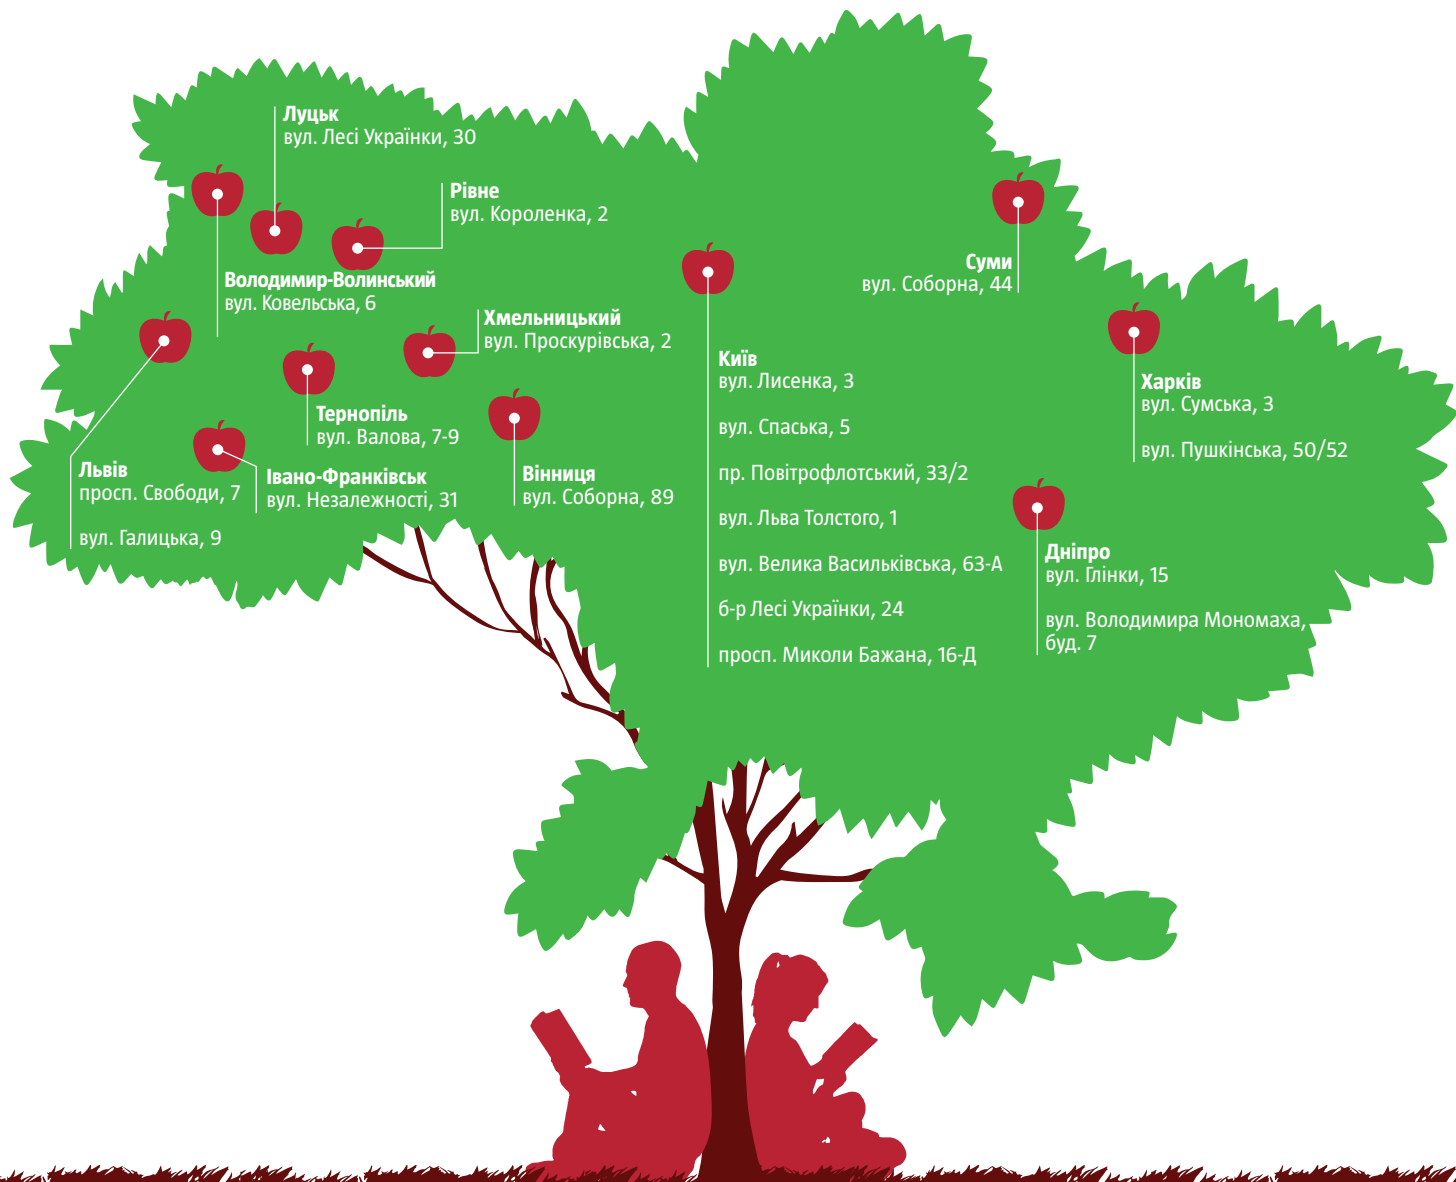 Луцьк
вул. Лесі Українки, 30
Рівне
вул. Короленка, 2
Володимир-Волинський
вул. Ковельська, 6
Хмельницький
вул. Проскурівська, 2
Тернопіль
вул. Валова, 7-9
Львів
просп. Свободи, 7
вул. Галицька, 9
Івано-Франківськ
вул. Незалежності, 31
Вінниця
вул. Соборна, 89
Київ
вул. Лисенка, 3
вул. Спаська, 5
пр. Повітрофлотський, 33/2
вул. Льва Толстого, 1
вул. Велика Васильківська, 63-А
б-р Лесі Українки, 24
просп. Миколи Бажана, 16-Д
Суми
вул. Соборна, 44
Харків
вул. Сумська, 3
вул. Пушкінська, 50/52
Дніпро
вул. Глінки, 15
вул. Володимира Мономаха,
буд. 7